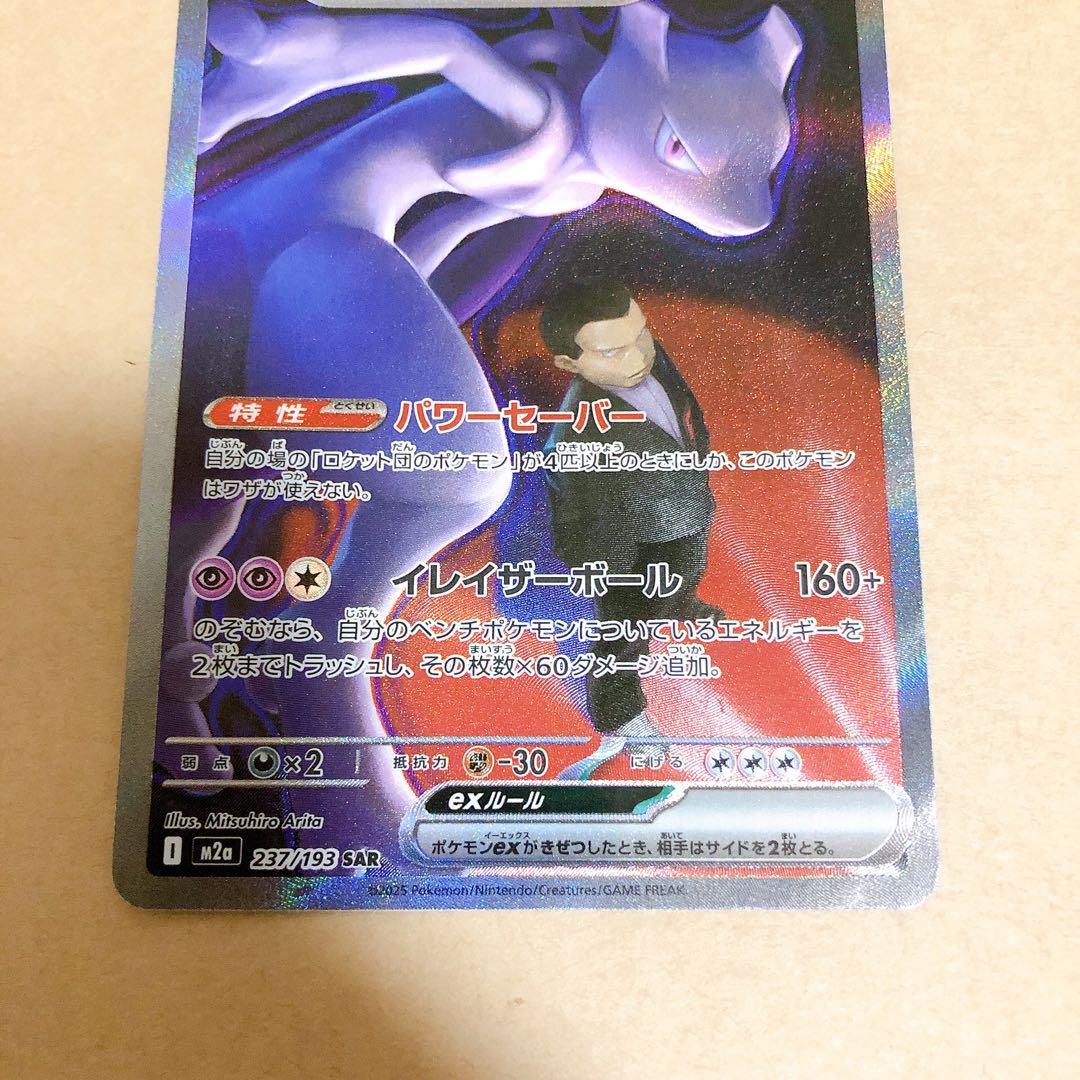 特性 とくせい パワーセーバー
自分の場の「ロケット団のポケモン」が4匹以上のときにしか、このポケモン
はワザが使えない。
イレイザーボール 160+
のぞむなら、自分のベンチポケモンについているエネルギーを
2枚までトラッシュし、その枚数×60ダメージ追加。
弱点 ×2 抵抗力 -30 にげる
exルール
ポケモンexがきぜつしたとき、相手はサイドを2枚とる。
Illus. Mitsuhiro Arita
I m2a 237/193 SAR
©2025 Pokémon/Nintendo/Creatures/GAME FREAK